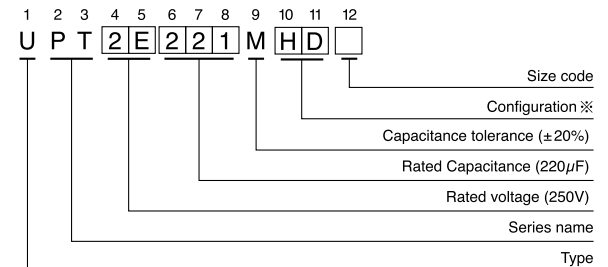 1 2 3 4 5 6 7 8 9 10 11 12
U P T 2 E 2 2 1 M H D
Size code
Configuration ※
Capacitance tolerance (±20%)
Rated Capacitance (220μF)
Rated voltage (250V)
Series name
Type